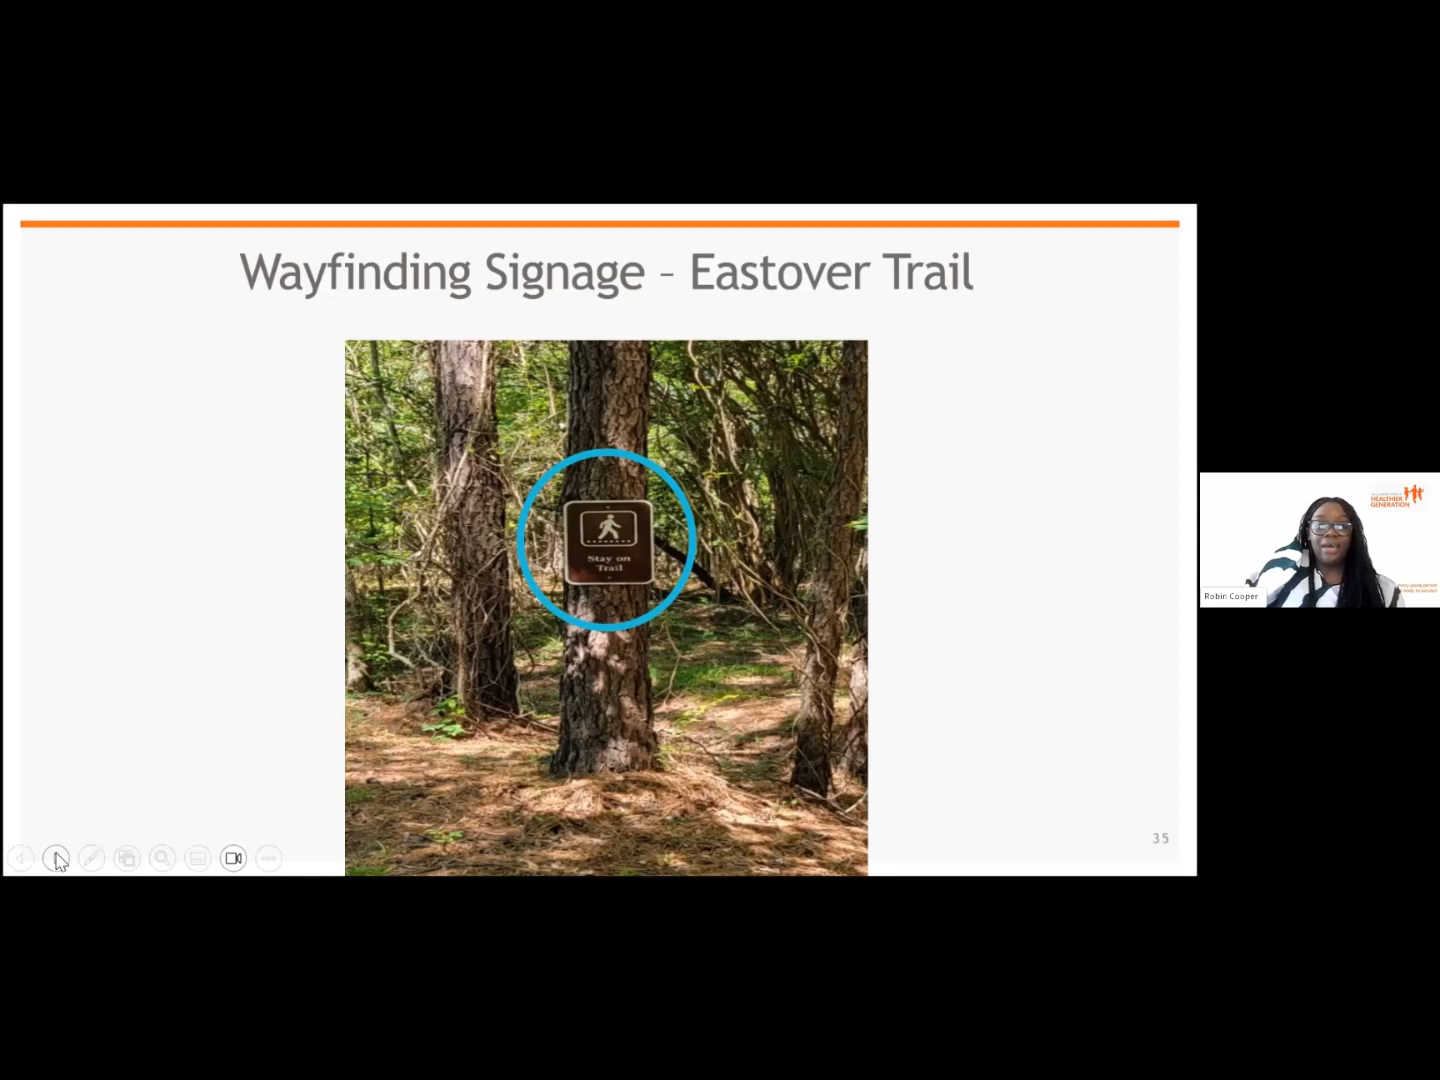 Wayfinding Signage – Eastover Trail
Stay on
Trail
35
HEALTHIER
GENERATION
Robin Cooper